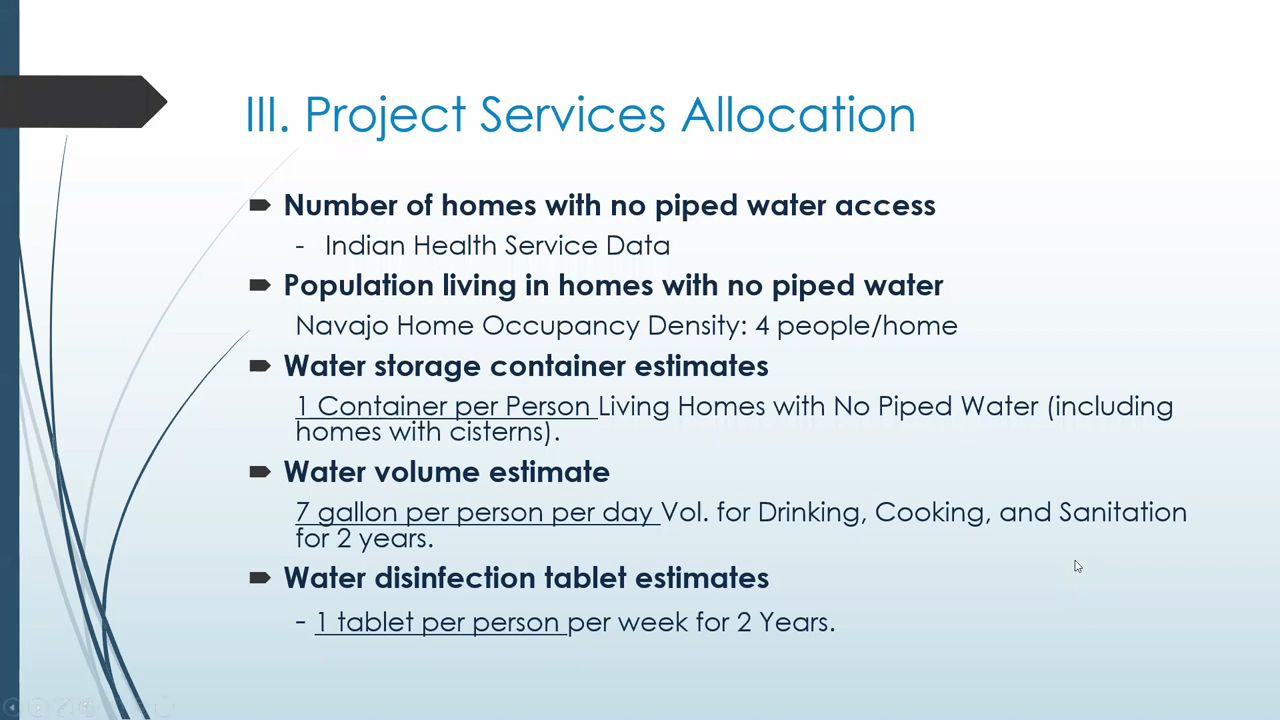 III. Project Services Allocation
Number of homes with no piped water access
- Indian Health Service Data
Population living in homes with no piped water
Navajo Home Occupancy Density: 4 people/home
Water storage container estimates
1 Container per Person Living Homes with No Piped Water (including
homes with cisterns).
Water volume estimate
7 gallon per person per day Vol. for Drinking, Cooking, and Sanitation
for 2 years.
Water disinfection tablet estimates
- 1 tablet per person per week for 2 Years.